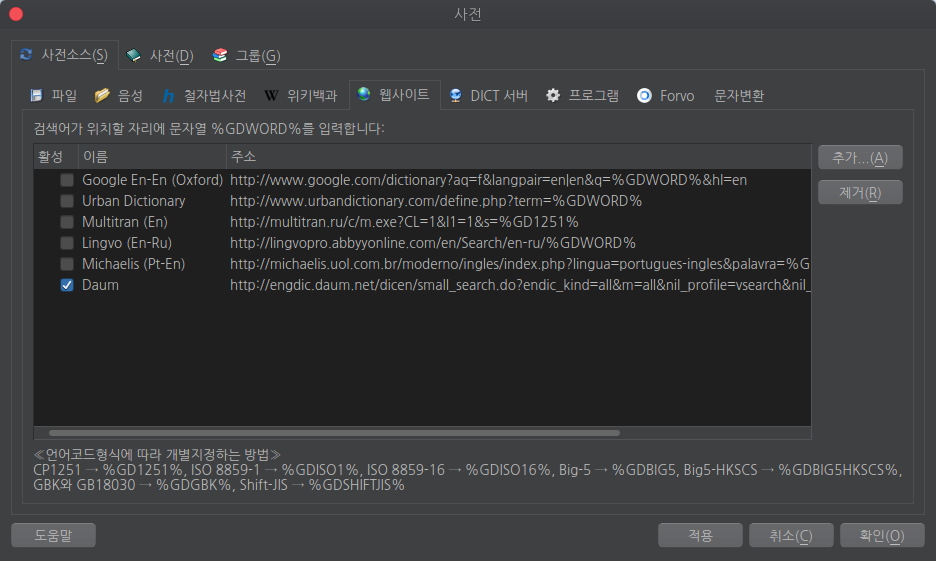 사전
사전소스(S) 사전(D) 그룹(G)
파일 음성 철자법사전 위키백과 웹사이트 DICT 서버 프로그램 Forvo 문자변환
검색어가 위치할 자리에 문자열 %GDWORD%를 입력합니다:
활성 이름 주소
추가...(A)
Google En-En (Oxford) http://www.google.com/dictionary?aq=f&langpair=en|en&q=%GDWORD%&hl=en
제거(R)
Urban Dictionary http://www.urbandictionary.com/define.php?term=%GDWORD%
Multitran (En) http://multitran.ru/c/m.exe?CL=1&l1=1&s=%GD1251%
Lingvo (En-Ru) http://lingvopro.abbyyonline.com/en/Search/en-ru/%GDWORD%
Michaelis (Pt-En) http://michaelis.uol.com.br/moderno/ingles/index.php?lingua=portugues-ingles&palavra=%G
Daum http://engdic.daum.net/dicen/small_search.do?endic_kind=all&m=all&nil_profile=vsearch&nil_
≪언어코드형식에 따라 개별지정하는 방법≫
CP1251 → %GD1251%, ISO 8859-1 → %GDISO1%, ISO 8859-16 → %GDISO16%, Big-5 → %GDBIG5, Big5-HKSCS → %GDBIG5HKSCS%,
GBK와 GB18030 → %GDGBK%, Shift-JIS → %GDSHIFTJIS%
도움말 적용 취소(C) 확인(O)